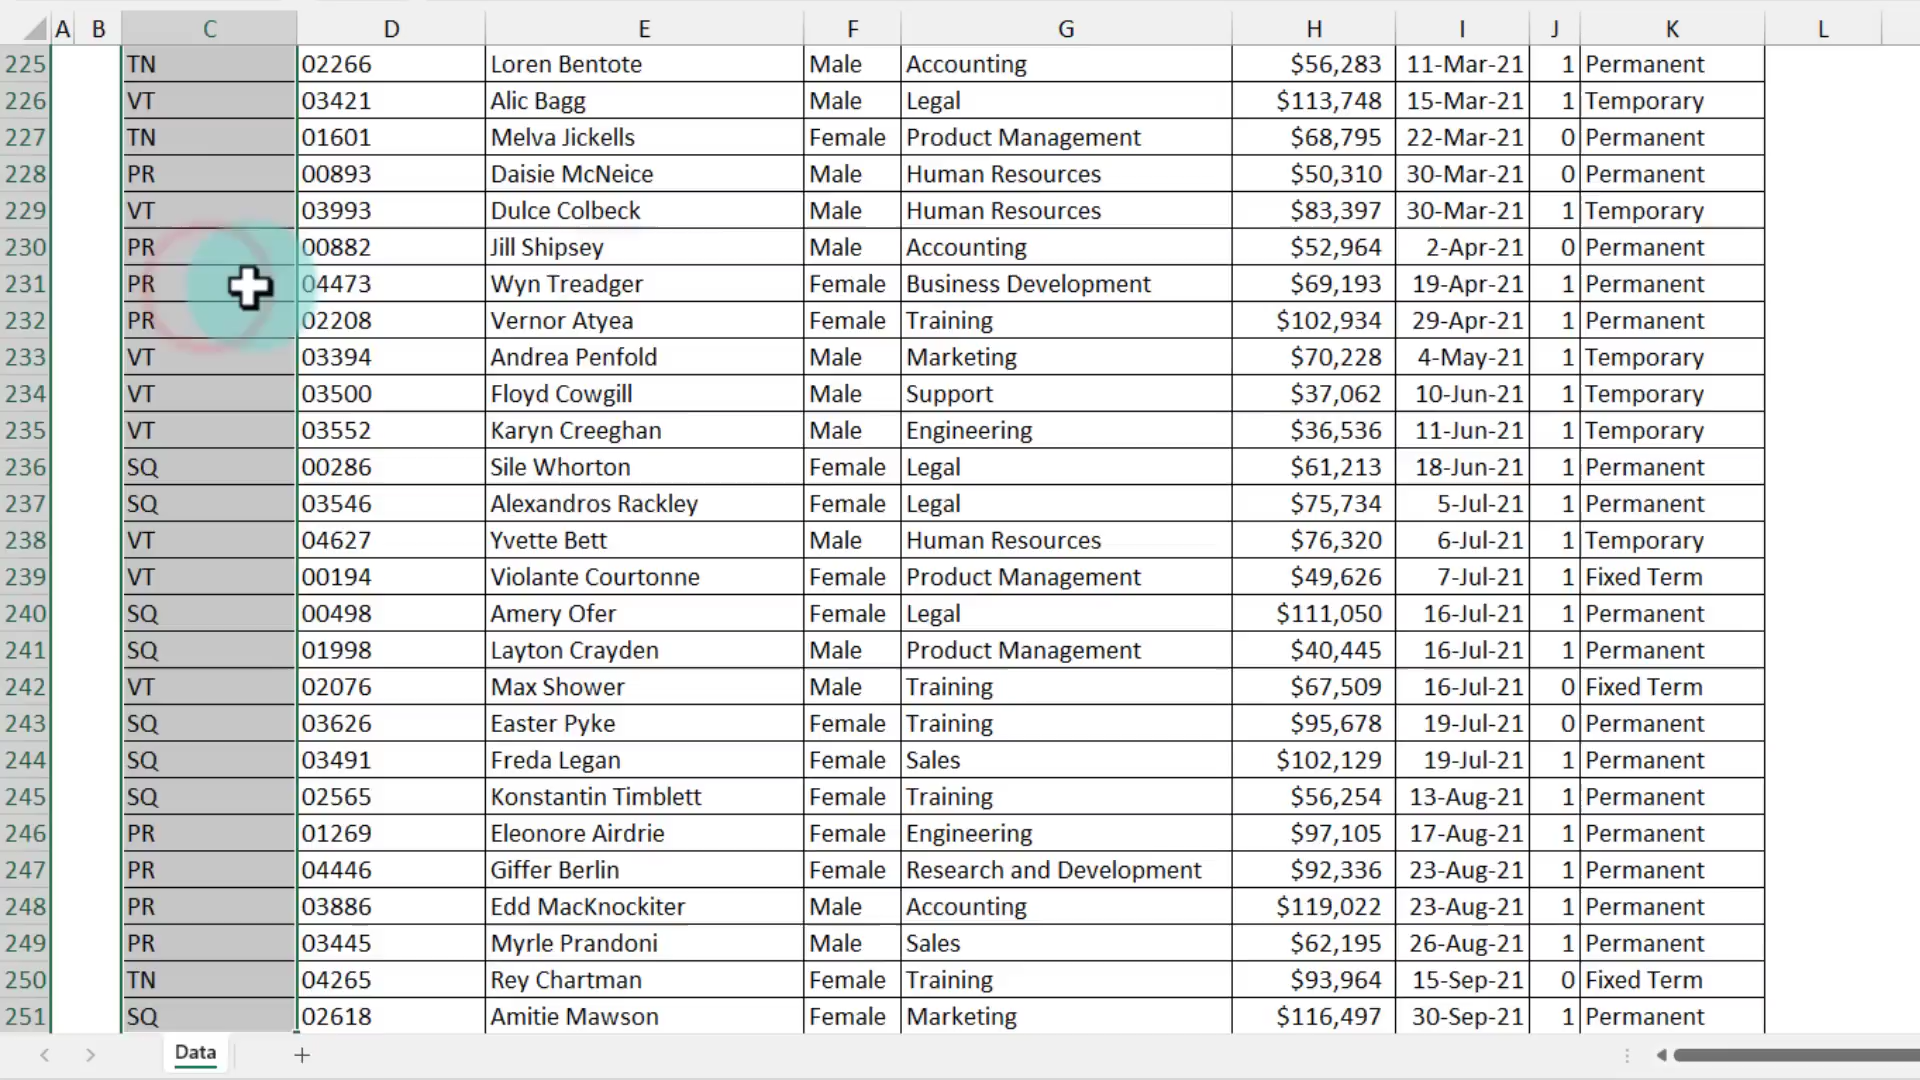 A B C D E F G H I J K L
225 TN 02266 Loren Bentote Male Accounting $56,283 11-Mar-21 1 Permanent
226 VT 03421 Alic Bagg Male Legal $113,748 15-Mar-21 1 Temporary
227 TN 01601 Melva Jickells Female Product Management $68,795 22-Mar-21 0 Permanent
228 PR 00893 Daisie McNeice Male Human Resources $50,310 30-Mar-21 0 Permanent
229 VT 03993 Dulce Colbeck Male Human Resources $83,397 30-Mar-21 1 Temporary
230 PR 00882 Jill Shipsey Male Accounting $52,964 2-Apr-21 0 Permanent
231 PR 04473 Wyn Treadger Female Business Development $69,193 19-Apr-21 1 Permanent
232 PR 02208 Vernor Atyea Female Training $102,934 29-Apr-21 1 Permanent
233 VT 03394 Andrea Penfold Male Marketing $70,228 4-May-21 1 Temporary
234 VT 03500 Floyd Cowgill Male Support $37,062 10-Jun-21 1 Temporary
235 VT 03552 Karyn Creeghan Male Engineering $36,536 11-Jun-21 1 Temporary
236 SQ 00286 Sile Whorton Female Legal $61,213 18-Jun-21 1 Permanent
237 SQ 03546 Alexandros Rackley Female Legal $75,734 5-Jul-21 1 Permanent
238 VT 04627 Yvette Bett Male Human Resources $76,320 6-Jul-21 1 Temporary
239 VT 00194 Violante Courtonne Female Product Management $49,626 7-Jul-21 1 Fixed Term
240 SQ 00498 Amery Ofer Female Legal $111,050 16-Jul-21 1 Permanent
241 SQ 01998 Layton Crayden Male Product Management $40,445 16-Jul-21 1 Permanent
242 VT 02076 Max Shower Male Training $67,509 16-Jul-21 0 Fixed Term
243 SQ 03626 Easter Pyke Female Training $95,678 19-Jul-21 0 Permanent
244 SQ 03491 Freda Legan Female Sales $102,129 19-Jul-21 1 Permanent
245 SQ 02565 Konstantin Timblett Female Training $56,254 13-Aug-21 1 Permanent
246 PR 01269 Eleonore Airdrie Female Engineering $97,105 17-Aug-21 1 Permanent
247 PR 04446 Giffer Berlin Female Research and Development $92,336 23-Aug-21 1 Permanent
248 PR 03886 Edd MacKnockiter Male Accounting $119,022 23-Aug-21 1 Permanent
249 PR 03445 Myrle Prandoni Male Sales $62,195 26-Aug-21 1 Permanent
250 TN 04265 Rey Chartman Female Training $93,964 15-Sep-21 0 Fixed Term
251 SQ 02618 Amitie Mawson Female Marketing $116,497 30-Sep-21 1 Permanent
Data